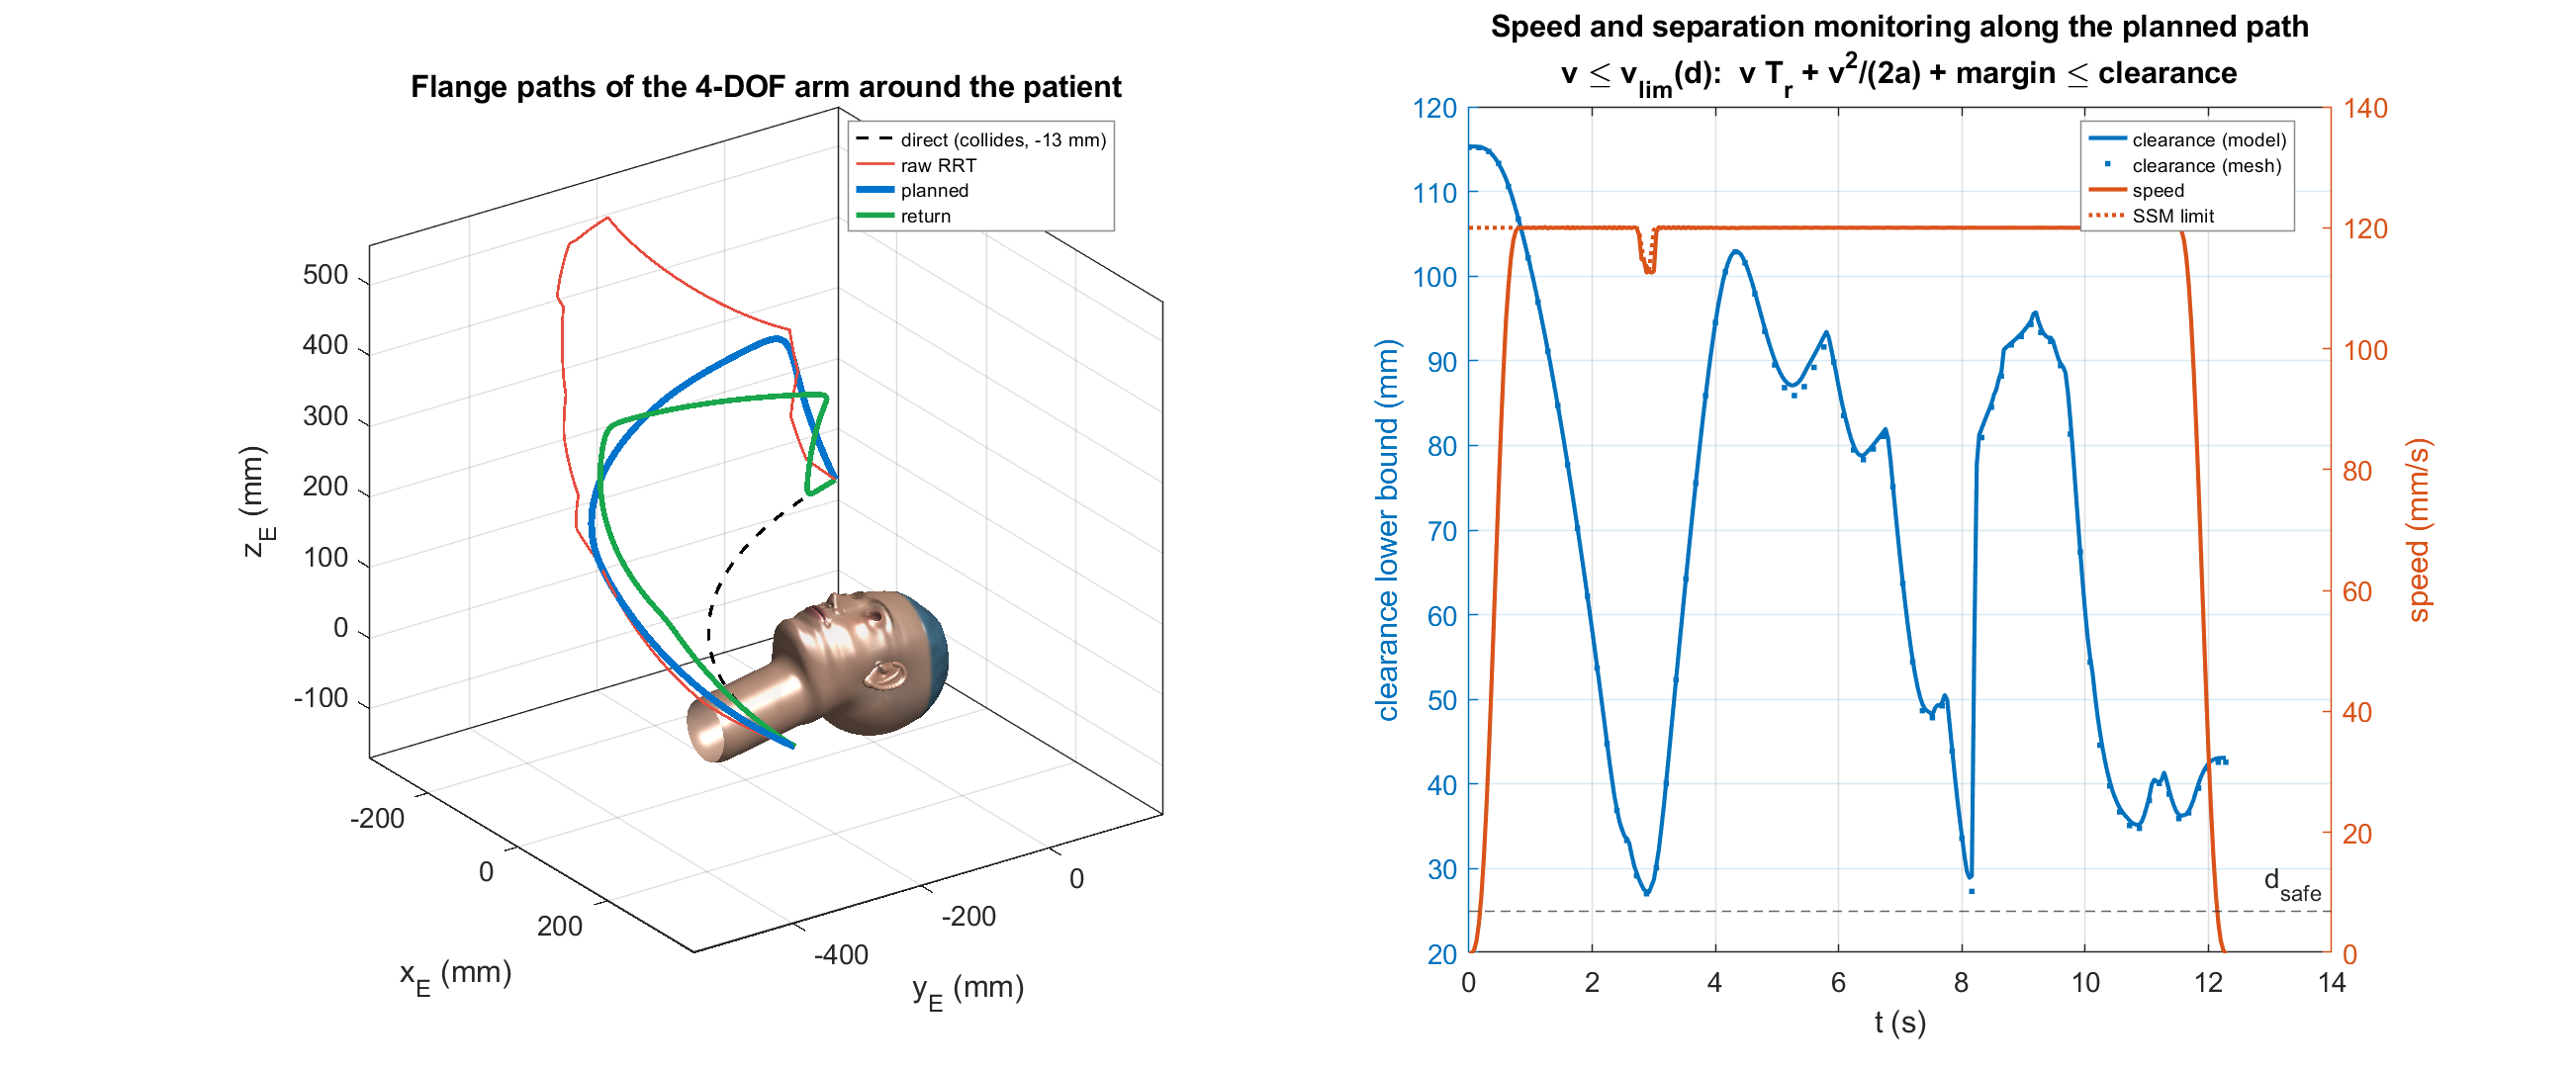 Flange paths of the 4-DOF arm around the patient
direct (collides, -13 mm)
raw RRT
planned
return
500
400
300
200
100
0
-100
z_E (mm)
-200
0
200
x_E (mm)
-400
-200
0
y_E (mm)
Speed and separation monitoring along the planned path
v ≤ v_lim(d): v T_r + v^2/(2a) + margin ≤ clearance
clearance (model)
clearance (mesh)
speed
SSM limit
120
110
100
90
80
70
60
50
40
30
20
clearance lower bound (mm)
140
120
100
80
60
40
20
0
speed (mm/s)
d_safe
0
2
4
6
8
10
12
14
t (s)